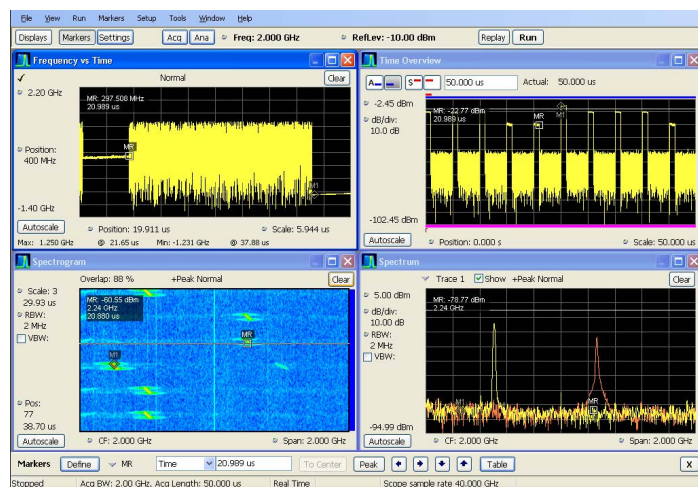 File View Run Markers Setup Tools Window Help
Displays Markers Settings Acq Ana Freq: 2.000 GHz RefLev: -10.00 dBm Replay Run
Frequency vs Time
Normal Clear
2.20 GHz
MR: 297.508 MHz
20.989 us
Position:
400 MHz
MR
M1
-1.40 GHz
Autoscale Position: 19.911 us Scale: 5.944 us
Max: 1.250 GHz @ 21.65 us Min: -1.231 GHz @ 37.88 us
Time Overview
A S 50.000 us Actual: 50.000 us
-2.45 dBm
dB/div:
10.0 dB
MR: -22.77 dBm
20.989 us
MR
M1
-102.45 dBm
Autoscale Position: 0.000 s Scale: 50.000 us
Spectrogram
Overlap: 88 % +Peak Normal Clear
Scale: 3
29.93 us
RBW:
2 MHz
VBW:
MR: -60.55 dBm
2.24 GHz
20.880 us
MR
M1
Pos:
77
38.70 us
Autoscale CF: 2.000 GHz Span: 2.000 GHz
Spectrum
Trace 1 Show +Peak Normal Clear
5.00 dBm
dB/div:
10.00 dB
RBW:
2 MHz
VBW:
MR: -78.77 dBm
2.24 GHz
M1
MR
-94.99 dBm
Autoscale CF: 2.000 GHz Span: 2.000 GHz
Markers Define MR Time 20.989 us To Center Peak Table X
Stopped Acq BW: 2.00 GHz, Acq Length: 50.000 us Real Time Scope sample rate 40.000 GHz